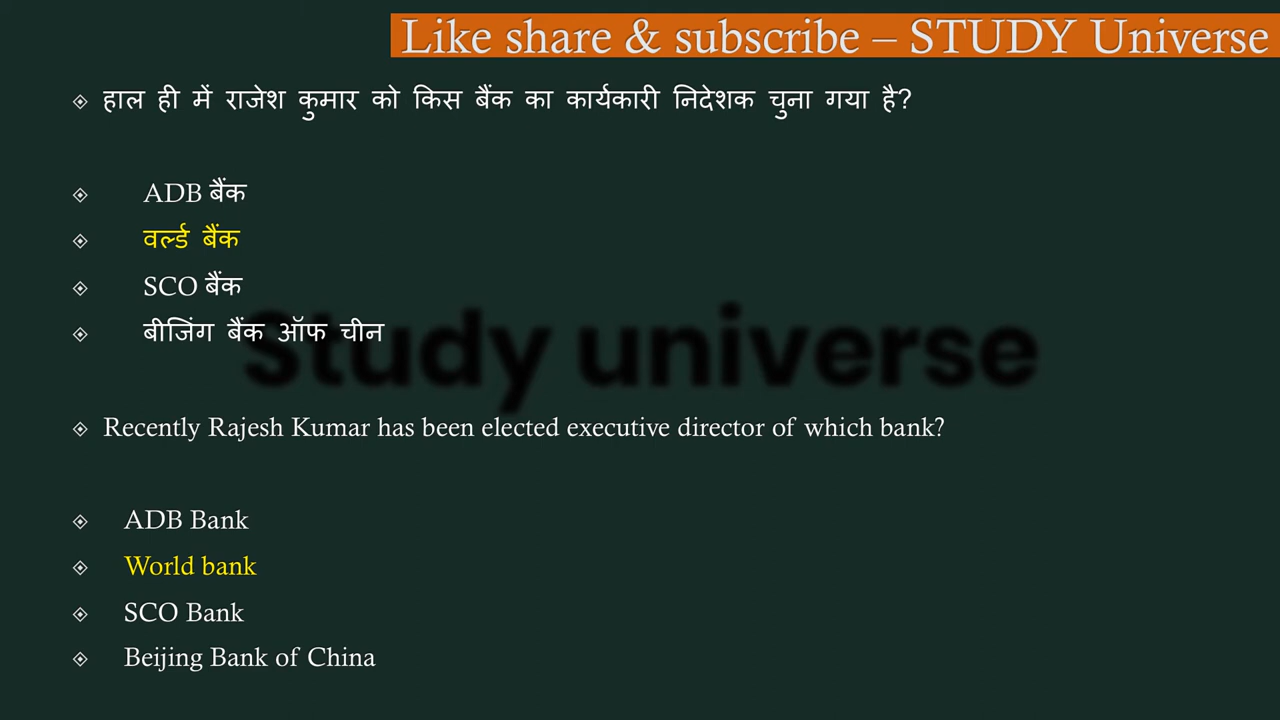 Like share & subscribe – STUDY Universe
हाल ही में राजेश कुमार को किस बैंक का कार्यकारी निदेशक चुना गया है?
ADB बैंक
वर्ल्ड बैंक
SCO बैंक
बीजिंग बैंक ऑफ चीन
Study universe
Recently Rajesh Kumar has been elected executive director of which bank?
ADB Bank
World bank
SCO Bank
Beijing Bank of China